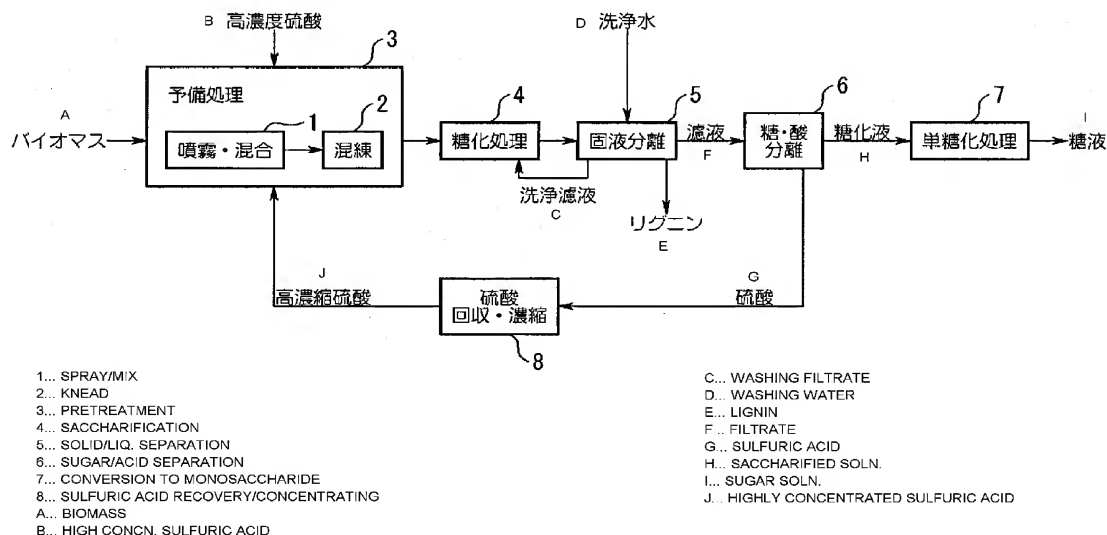 B 高濃度硫酸
D 洗浄水
3
予備処理
A
バイオマス
1
噴霧・混合
2
混練
4
糖化処理
5
固液分離
濾液
F
6
糖・酸
分離
糖化液
H
7
単糖化処理
I
糖液
洗浄濾液
C
リグニン
E
J
高濃縮硫酸
硫酸
回収・濃縮
8
G
硫酸
1... SPRAY/MIX
2... KNEAD
3... PRETREATMENT
4... SACCHARIFICATION
5... SOLID/LIQ. SEPARATION
6... SUGAR/ACID SEPARATION
7... CONVERSION TO MONOSACCHARIDE
8... SULFURIC ACID RECOVERY/CONCENTRATING
A... BIOMASS
B... HIGH CONCN. SULFURIC ACID
C... WASHING FILTRATE
D... WASHING WATER
E... LIGNIN
F... FILTRATE
G... SULFURIC ACID
H... SACCHARIFIED SOLN.
I... SUGAR SOLN.
J... HIGHLY CONCENTRATED SULFURIC ACID